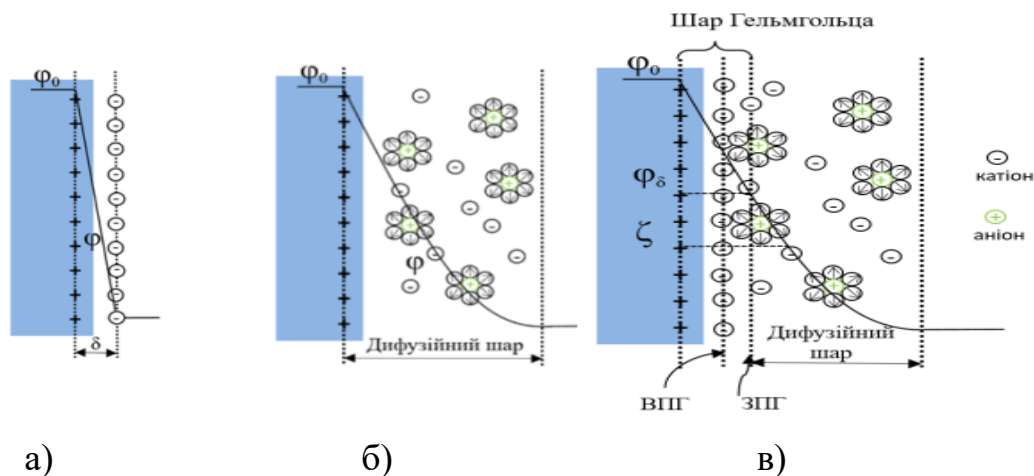 Шар Гельмгольца
φ₀
φ
δ
φ₀
φ
Дифузійний шар
φ₀
φδ
ζ
Дифузійний
шар
ВПГ
ЗПГ
катіон
аніон
а)
б)
в)